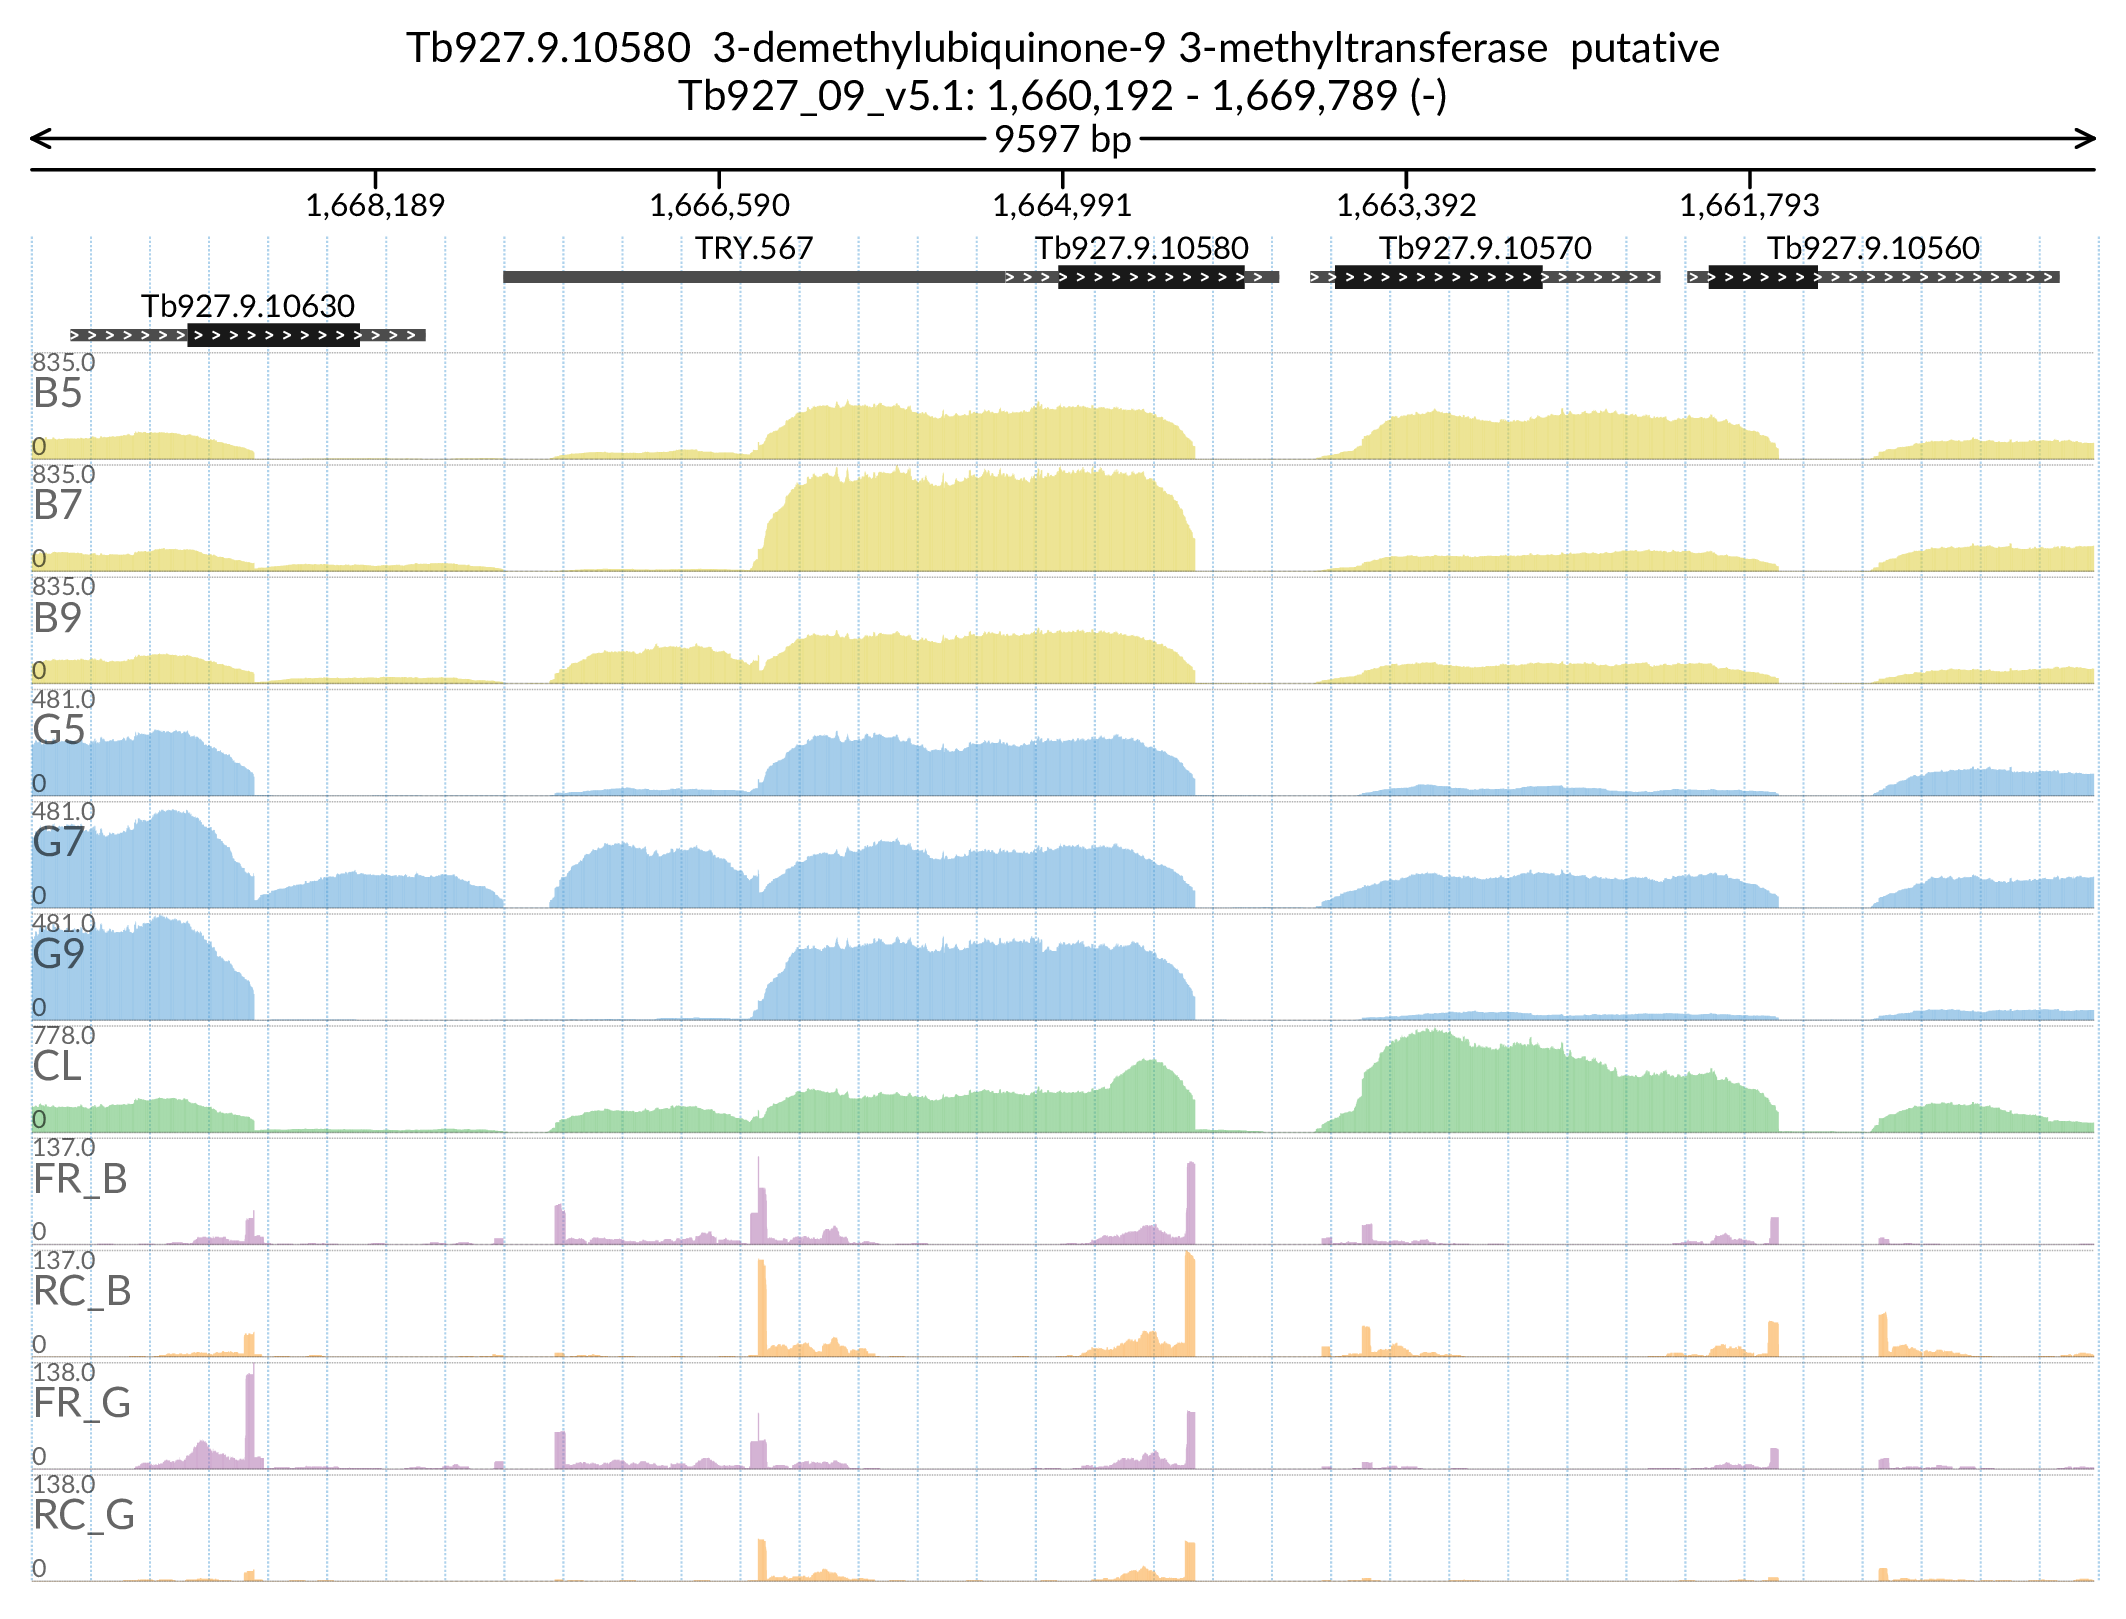 Tb927.9.10580  3-demethylubiquinone-9 3-methyltransferase  putative
Tb927_09_v5.1: 1,660,192 - 1,669,789 (-)
9597 bp
1,668,189 1,666,590 1,664,991 1,663,392 1,661,793
TRY.567 Tb927.9.10580 Tb927.9.10570 Tb927.9.10560
Tb927.9.10630
835.0
B5
0
835.0
B7
0
835.0
B9
0
481.0
G5
0
481.0
G7
0
481.0
G9
0
778.0
CL
0
137.0
FR_B
0
137.0
RC_B
0
138.0
FR_G
0
138.0
RC_G
0